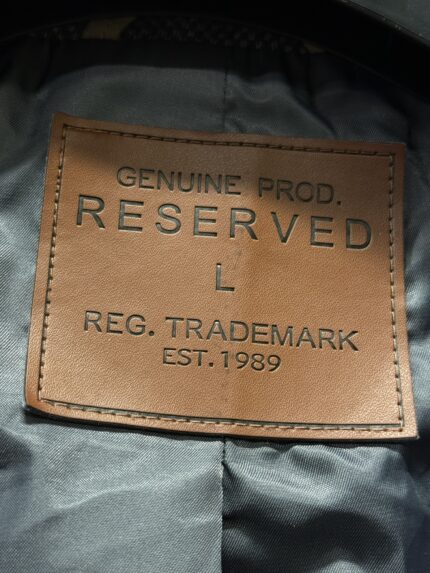 GENUINE PROD.
RESERVED
L
REG. TRADEMARK
EST. 1989